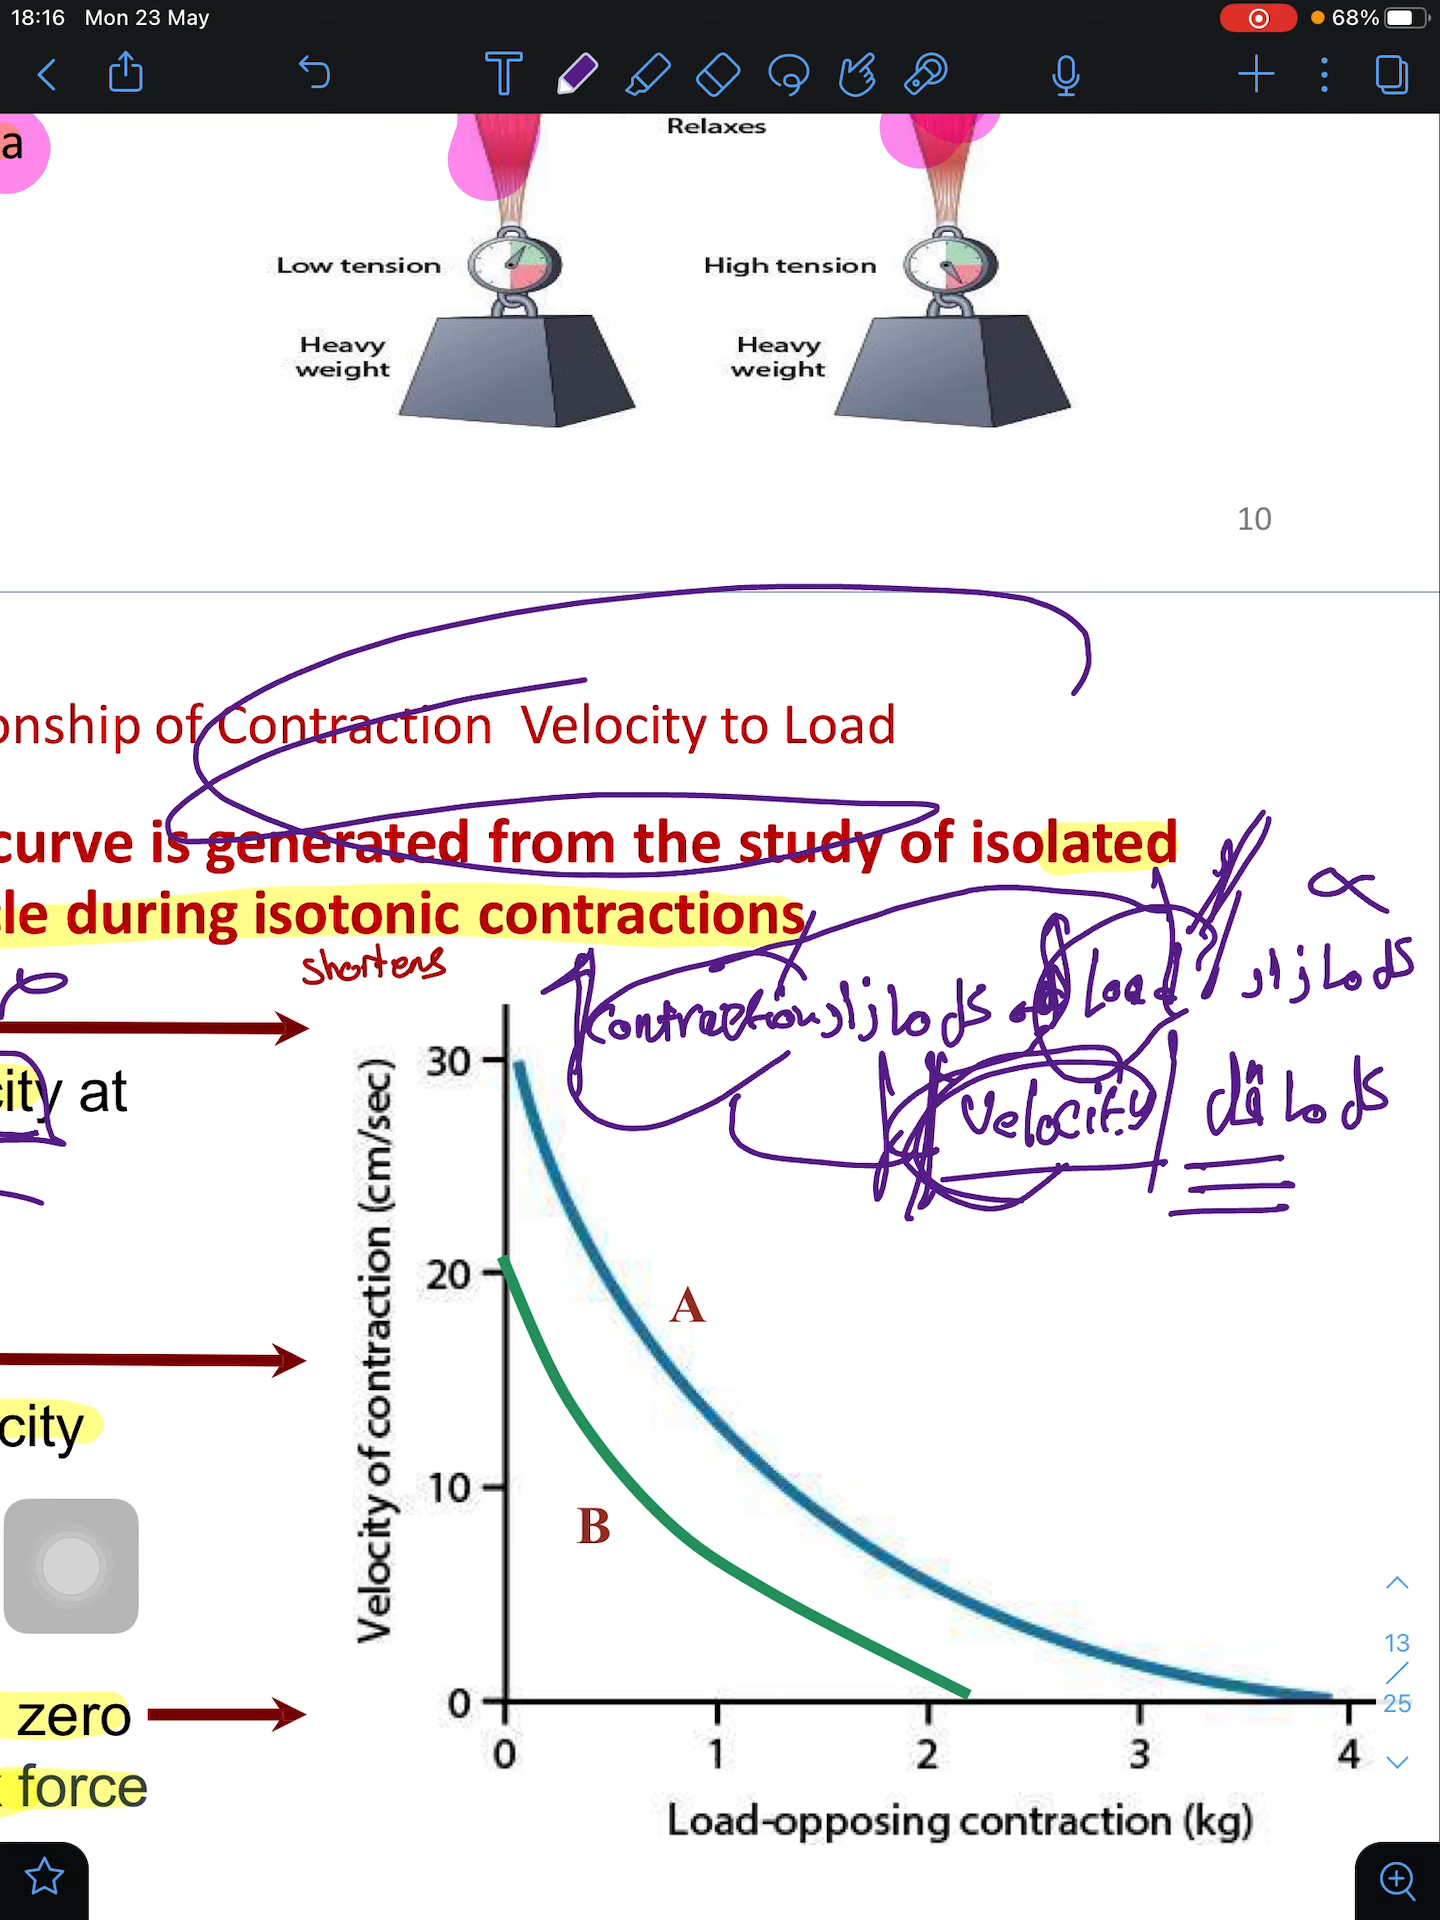 18:16 Mon 23 May
68%
a
Relaxes
Low tension
High tension
Heavy
weight
Heavy
weight
10
onship of Contraction Velocity to Load
curve is generated from the study of isolated
cle during isotonic contractions
shortens
∝
Contraction
load
Velocity
city at
city
zero
force
Velocity of contraction (cm/sec)
30
20
10
0
A
B
0 1 2 3 4
Load-opposing contraction (kg)
13
/
25